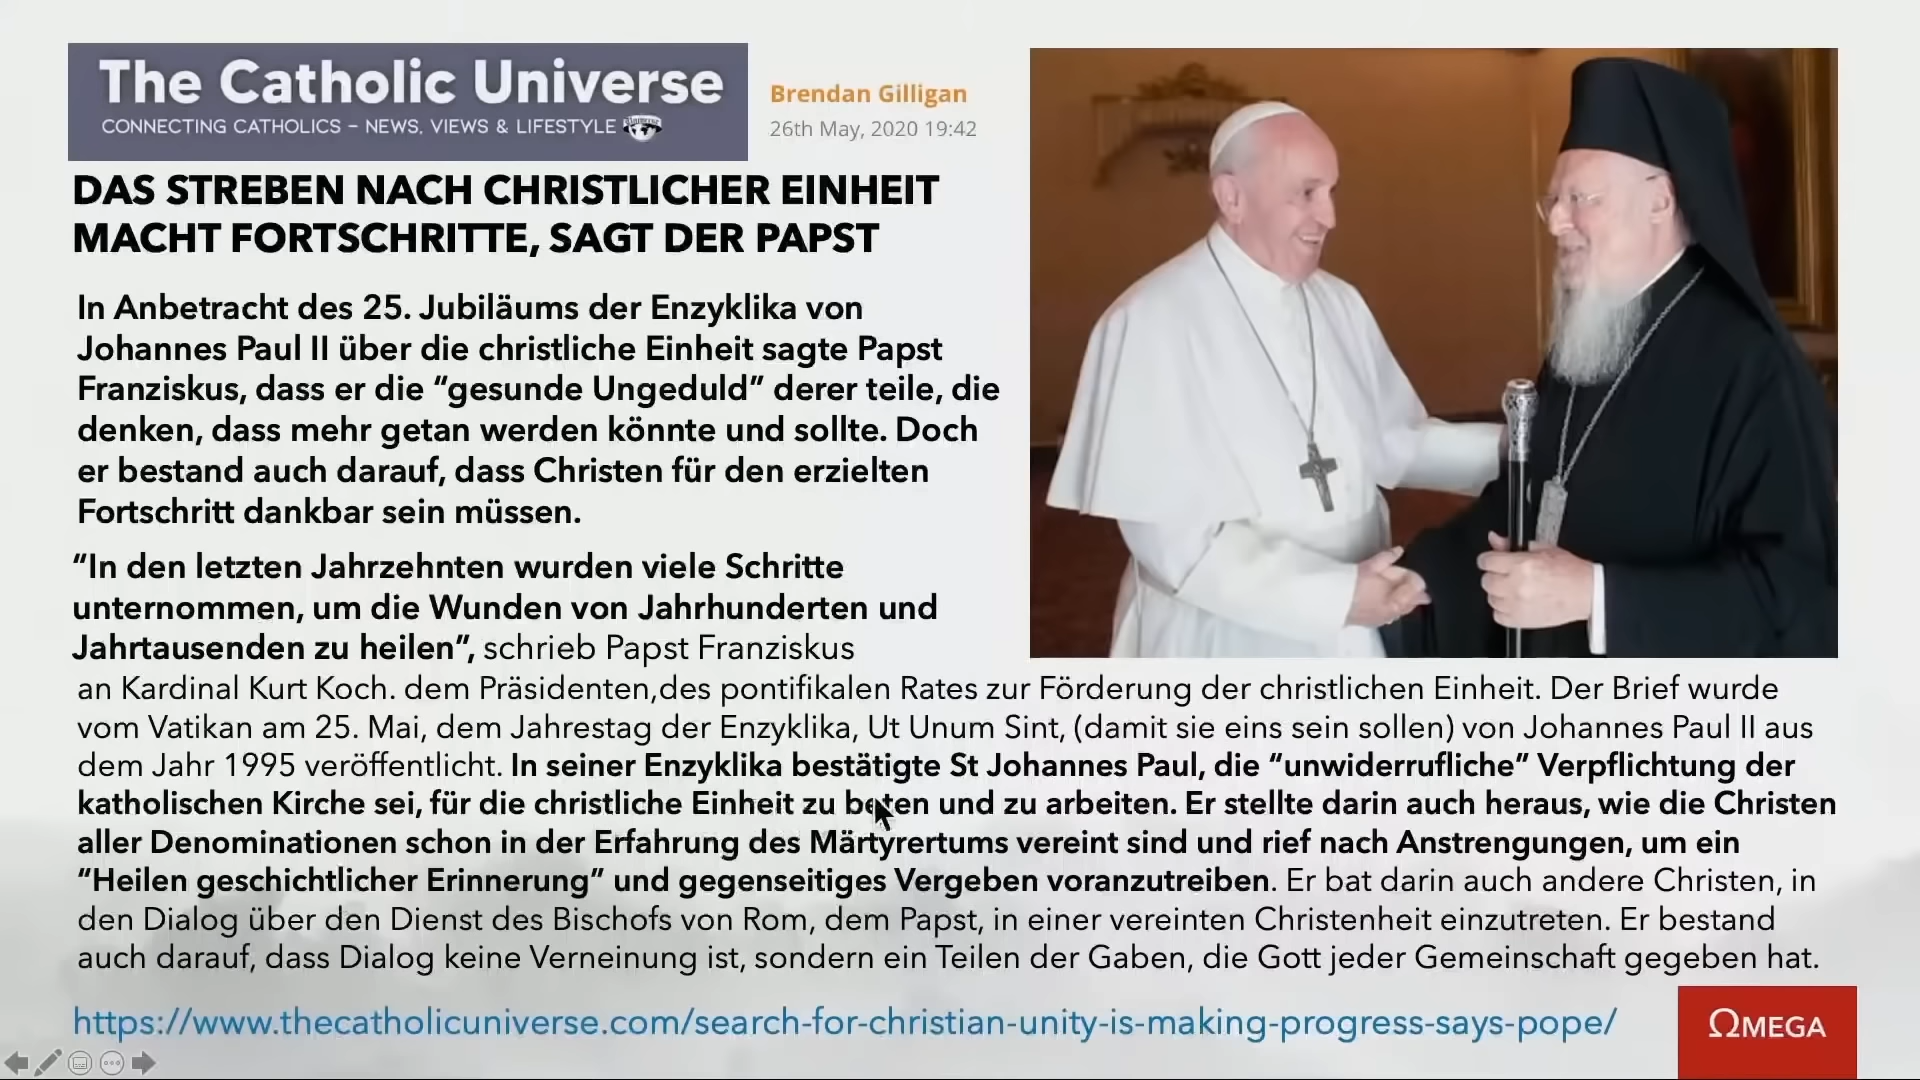 The Catholic Universe
CONNECTING CATHOLICS – NEWS, VIEWS & LIFESTYLE
Brendan Gilligan
26th May, 2020 19:42
DAS STREBEN NACH CHRISTLICHER EINHEIT
MACHT FORTSCHRITTE, SAGT DER PAPST
In Anbetracht des 25. Jubiläums der Enzyklika von
Johannes Paul II über die christliche Einheit sagte Papst
Franziskus, dass er die “gesunde Ungeduld” derer teile, die
denken, dass mehr getan werden könnte und sollte. Doch
er bestand auch darauf, dass Christen für den erzielten
Fortschritt dankbar sein müssen.
“In den letzten Jahrzehnten wurden viele Schritte
unternommen, um die Wunden von Jahrhunderten und
Jahrtausenden zu heilen”, schrieb Papst Franziskus
an Kardinal Kurt Koch. dem Präsidenten,des pontifikalen Rates zur Förderung der christlichen Einheit. Der Brief wurde
vom Vatikan am 25. Mai, dem Jahrestag der Enzyklika, Ut Unum Sint, (damit sie eins sein sollen) von Johannes Paul II aus
dem Jahr 1995 veröffentlicht. In seiner Enzyklika bestätigte St Johannes Paul, die “unwiderrufliche” Verpflichtung der
katholischen Kirche sei, für die christliche Einheit zu beten und zu arbeiten. Er stellte darin auch heraus, wie die Christen
aller Denominationen schon in der Erfahrung des Märtyrertums vereint sind und rief nach Anstrengungen, um ein
“Heilen geschichtlicher Erinnerung” und gegenseitiges Vergeben voranzutreiben. Er bat darin auch andere Christen, in
den Dialog über den Dienst des Bischofs von Rom, dem Papst, in einer vereinten Christenheit einzutreten. Er bestand
auch darauf, dass Dialog keine Verneinung ist, sondern ein Teilen der Gaben, die Gott jeder Gemeinschaft gegeben hat.
https://www.thecatholicuniverse.com/search-for-christian-unity-is-making-progress-says-pope/
ΩMEGA